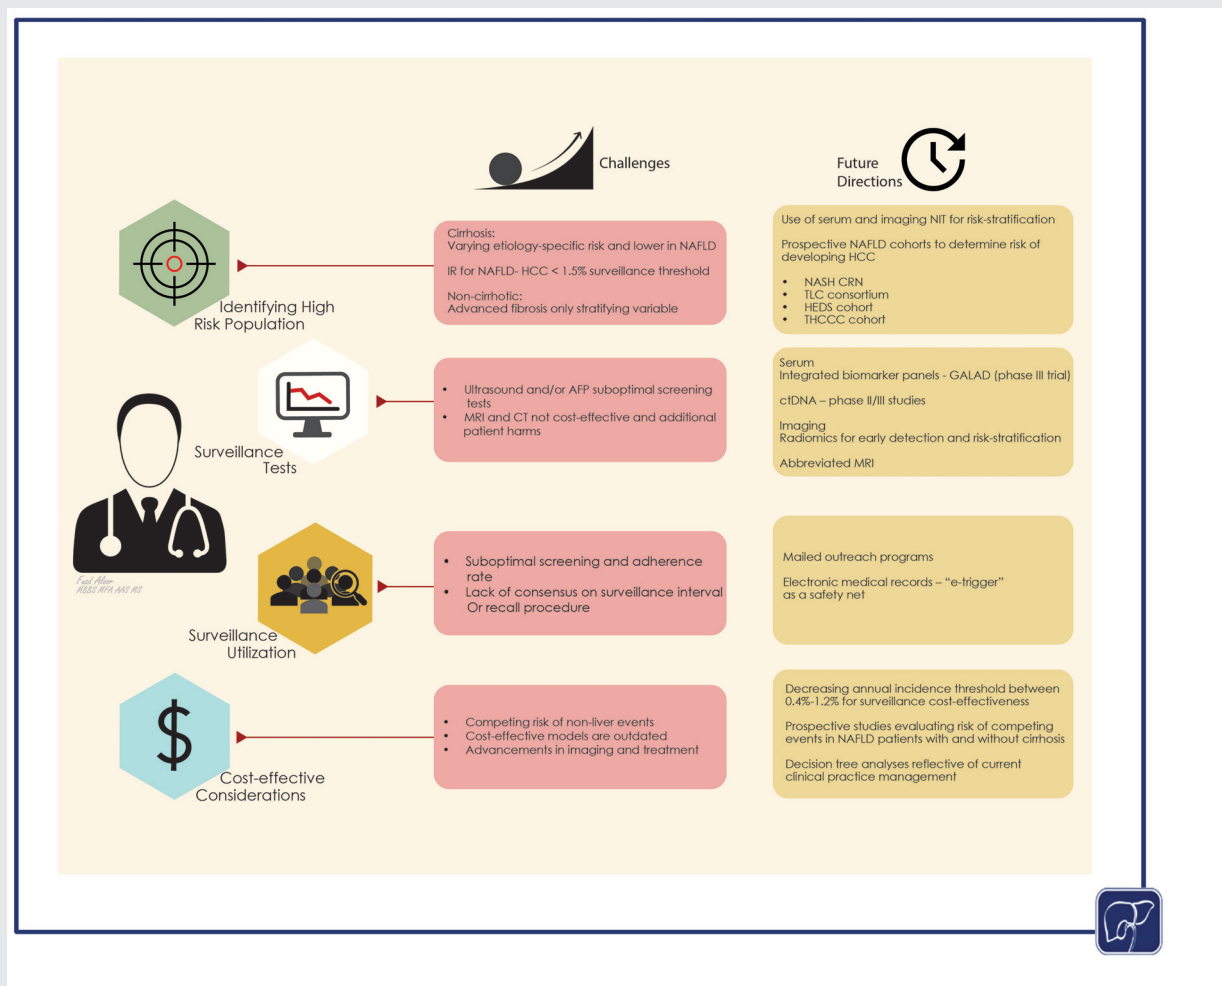 Challenges
Future
Directions
Identifying High
Risk Population
Cirrhosis:
Varying etiology-specific risk and lower in NAFLD
IR for NAFLD- HCC < 1.5% surveillance threshold
Non-cirrhotic:
Advanced fibrosis only stratifying variable
Use of serum and imaging NIT for risk-stratification
Prospective NAFLD cohorts to determine risk of
developing HCC
• NASH CRN
• TLC consortium
• HEDS cohort
• THCCC cohort
Surveillance
Tests
• Ultrasound and/or AFP suboptimal screening
tests
• MRI and CT not cost-effective and additional
patient harms
Serum
Integrated biomarker panels - GALAD (phase III trial)
ctDNA – phase II/III studies
Imaging
Radiomics for early detection and risk-stratification
Abbreviated MRI
Fuad Alnor
MBBS MFA AAS MS
Surveillance
Utilization
• Suboptimal screening and adherence
rate
• Lack of consensus on surveillance interval
Or recall procedure
Mailed outreach programs
Electronic medical records – “e-trigger”
as a safety net
Cost-effective
Considerations
• Competing risk of non-liver events
• Cost-effective models are outdated
• Advancements in imaging and treatment
Decreasing annual incidence threshold between
0.4%-1.2% for surveillance cost-effectiveness
Prospective studies evaluating risk of competing
events in NAFLD patients with and without cirrhosis
Decision tree analyses reflective of current
clinical practice management